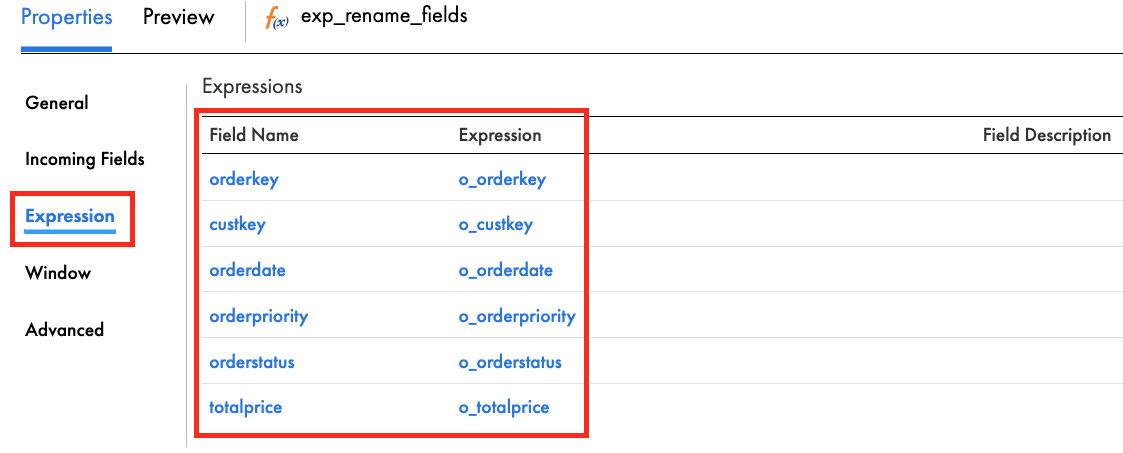 Properties Preview f(x) exp_rename_fields
General
Incoming Fields
Expression
Window
Advanced
Expressions
Field Name Expression Field Description
orderkey o_orderkey
custkey o_custkey
orderdate o_orderdate
orderpriority o_orderpriority
orderstatus o_orderstatus
totalprice o_totalprice